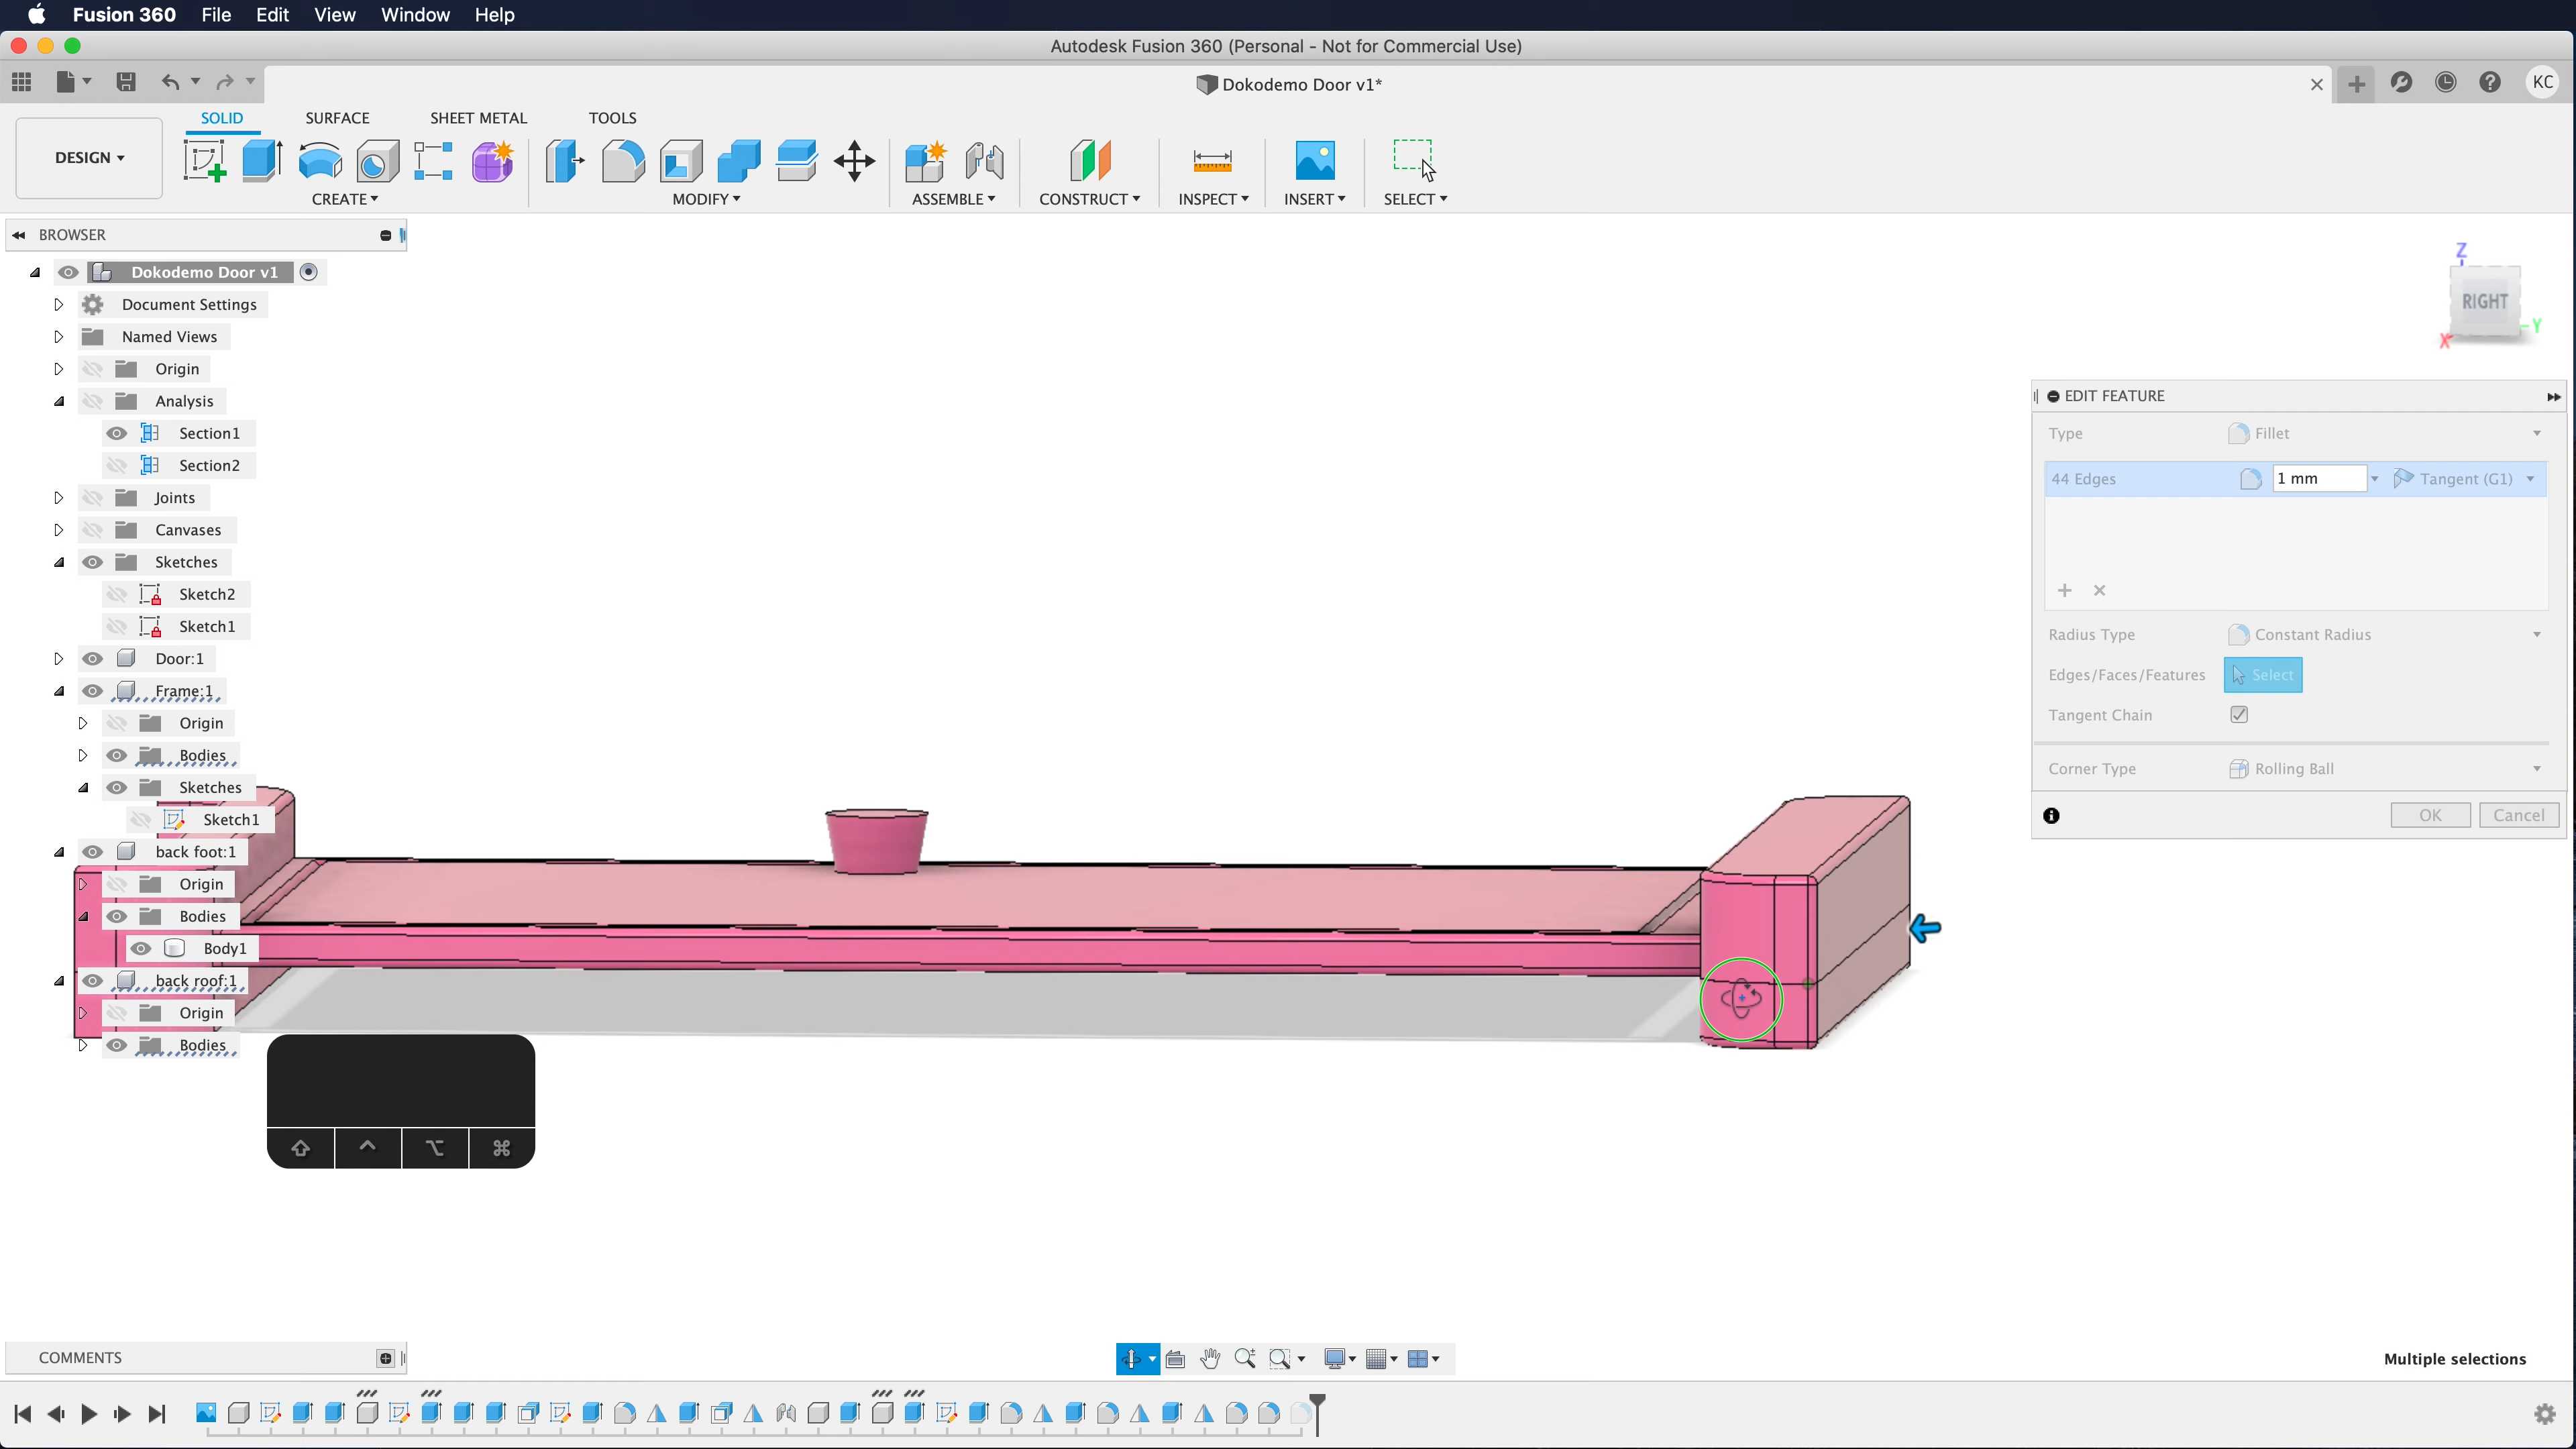 Fusion 360 File Edit View Window Help
Autodesk Fusion 360 (Personal - Not for Commercial Use)
Dokodemo Door v1*
KC
SOLID SURFACE SHEET METAL TOOLS
DESIGN
CREATE MODIFY ASSEMBLE CONSTRUCT INSPECT INSERT SELECT
BROWSER
Dokodemo Door v1
Document Settings
Named Views
Origin
Analysis
Section1
Section2
Joints
Canvases
Sketches
Sketch2
Sketch1
Door:1
Frame:1
Origin
Bodies
Sketches
Sketch1
back foot:1
Origin
Bodies
Body1
back roof:1
Origin
Bodies
Z
RIGHT
Y
X
EDIT FEATURE
Type Fillet
44 Edges 1 mm Tangent (G1)
Radius Type Constant Radius
Edges/Faces/Features Select
Tangent Chain
Corner Type Rolling Ball
OK Cancel
COMMENTS
Multiple selections